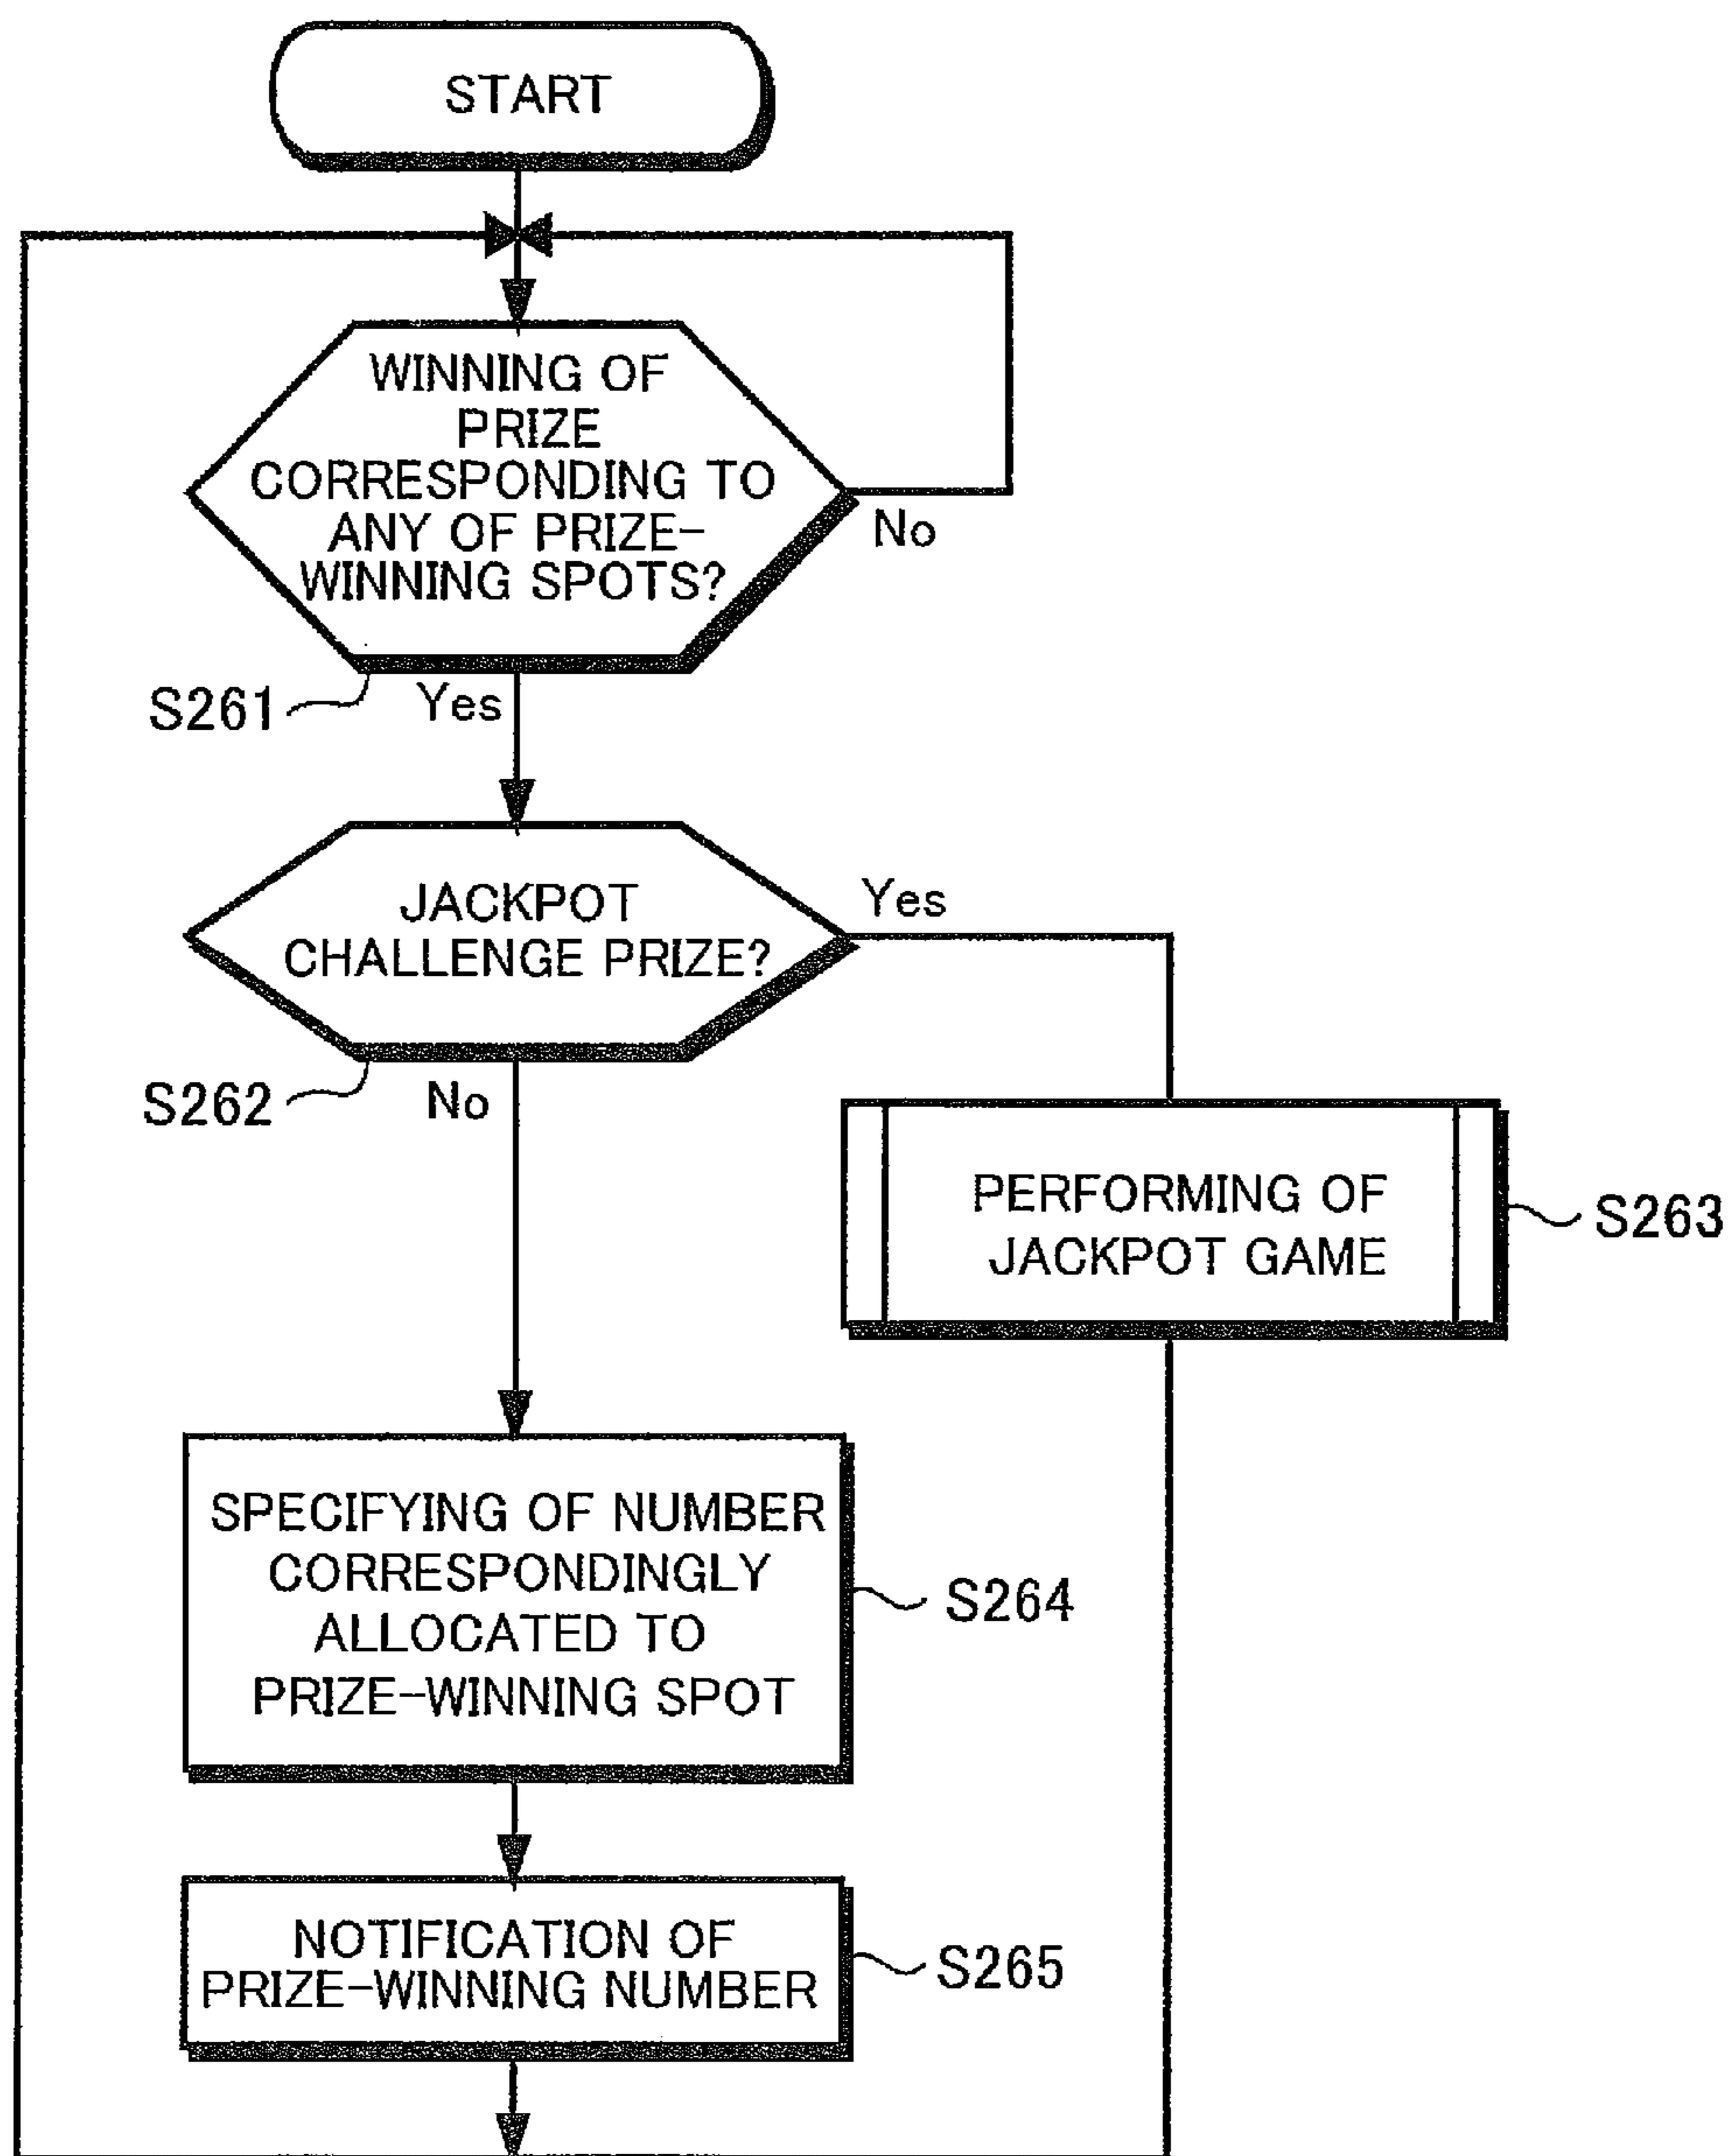 START
WINNING OF
PRIZE
CORRESPONDING TO
ANY OF PRIZE-
WINNING SPOTS?
No
S261
Yes
JACKPOT
CHALLENGE PRIZE?
Yes
S262
No
PERFORMING OF
JACKPOT GAME
S263
SPECIFYING OF NUMBER
CORRESPONDINGLY
ALLOCATED TO
PRIZE-WINNING SPOT
S264
NOTIFICATION OF
PRIZE-WINNING NUMBER
S265